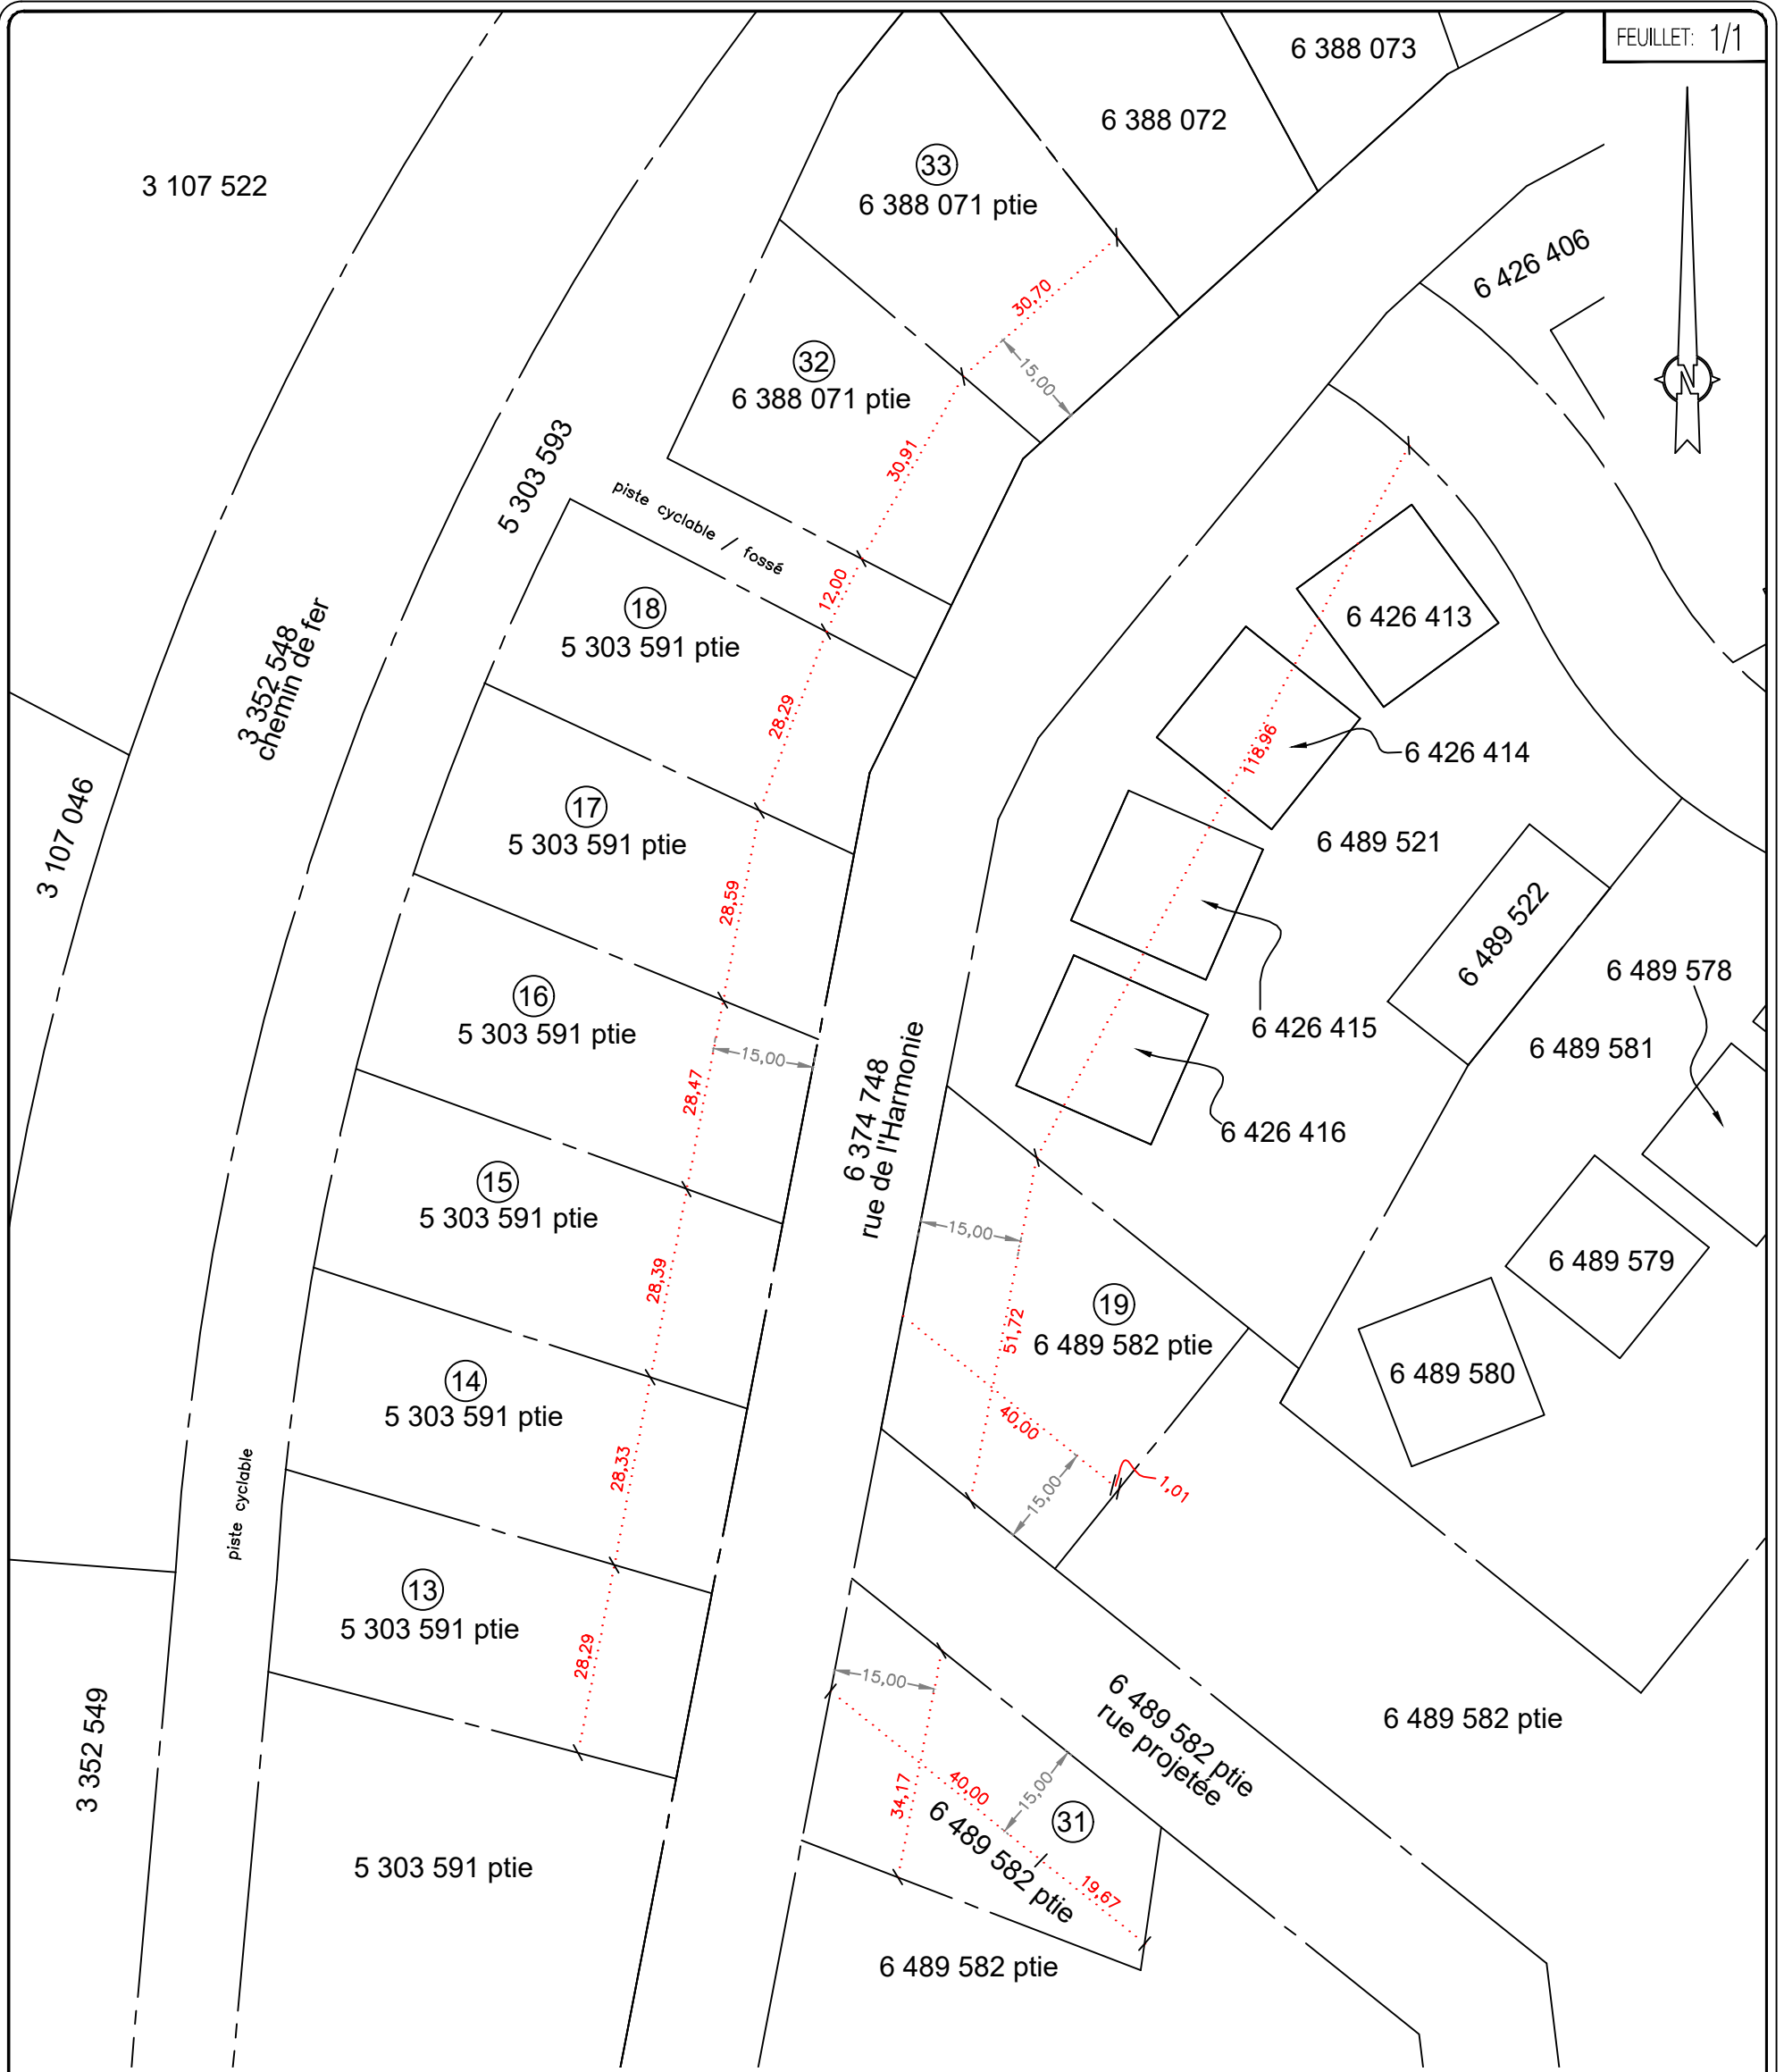 FEUILLET: 1/1
6 388 073
6 388 072
3 107 522
33
6 388 071 ptie
6 426 406
30,70
N
32
6 388 071 ptie
15,00
30,91
5 303 593
piste cyclable / fossé
12,00
18
5 303 591 ptie
6 426 413
3 352 548
chemin de fer
28,29
118,96
6 426 414
3 107 046
17
5 303 591 ptie
6 489 521
28,59
6 489 522
6 489 578
16
5 303 591 ptie
6 426 415
15,00
6 489 581
28,47
6 374 748
rue de l'Harmonie
6 426 416
15
5 303 591 ptie
15,00
28,39
6 489 579
19
6 489 582 ptie
51,72
14
5 303 591 ptie
6 489 580
40,00
28,33
15,00
1,01
piste cyclable
13
5 303 591 ptie
28,29
15,00
3 352 549
6 489 582 ptie
rue projetée
6 489 582 ptie
34,17
40,00
15,00
31
6 489 582 ptie
19,67
5 303 591 ptie
6 489 582 ptie